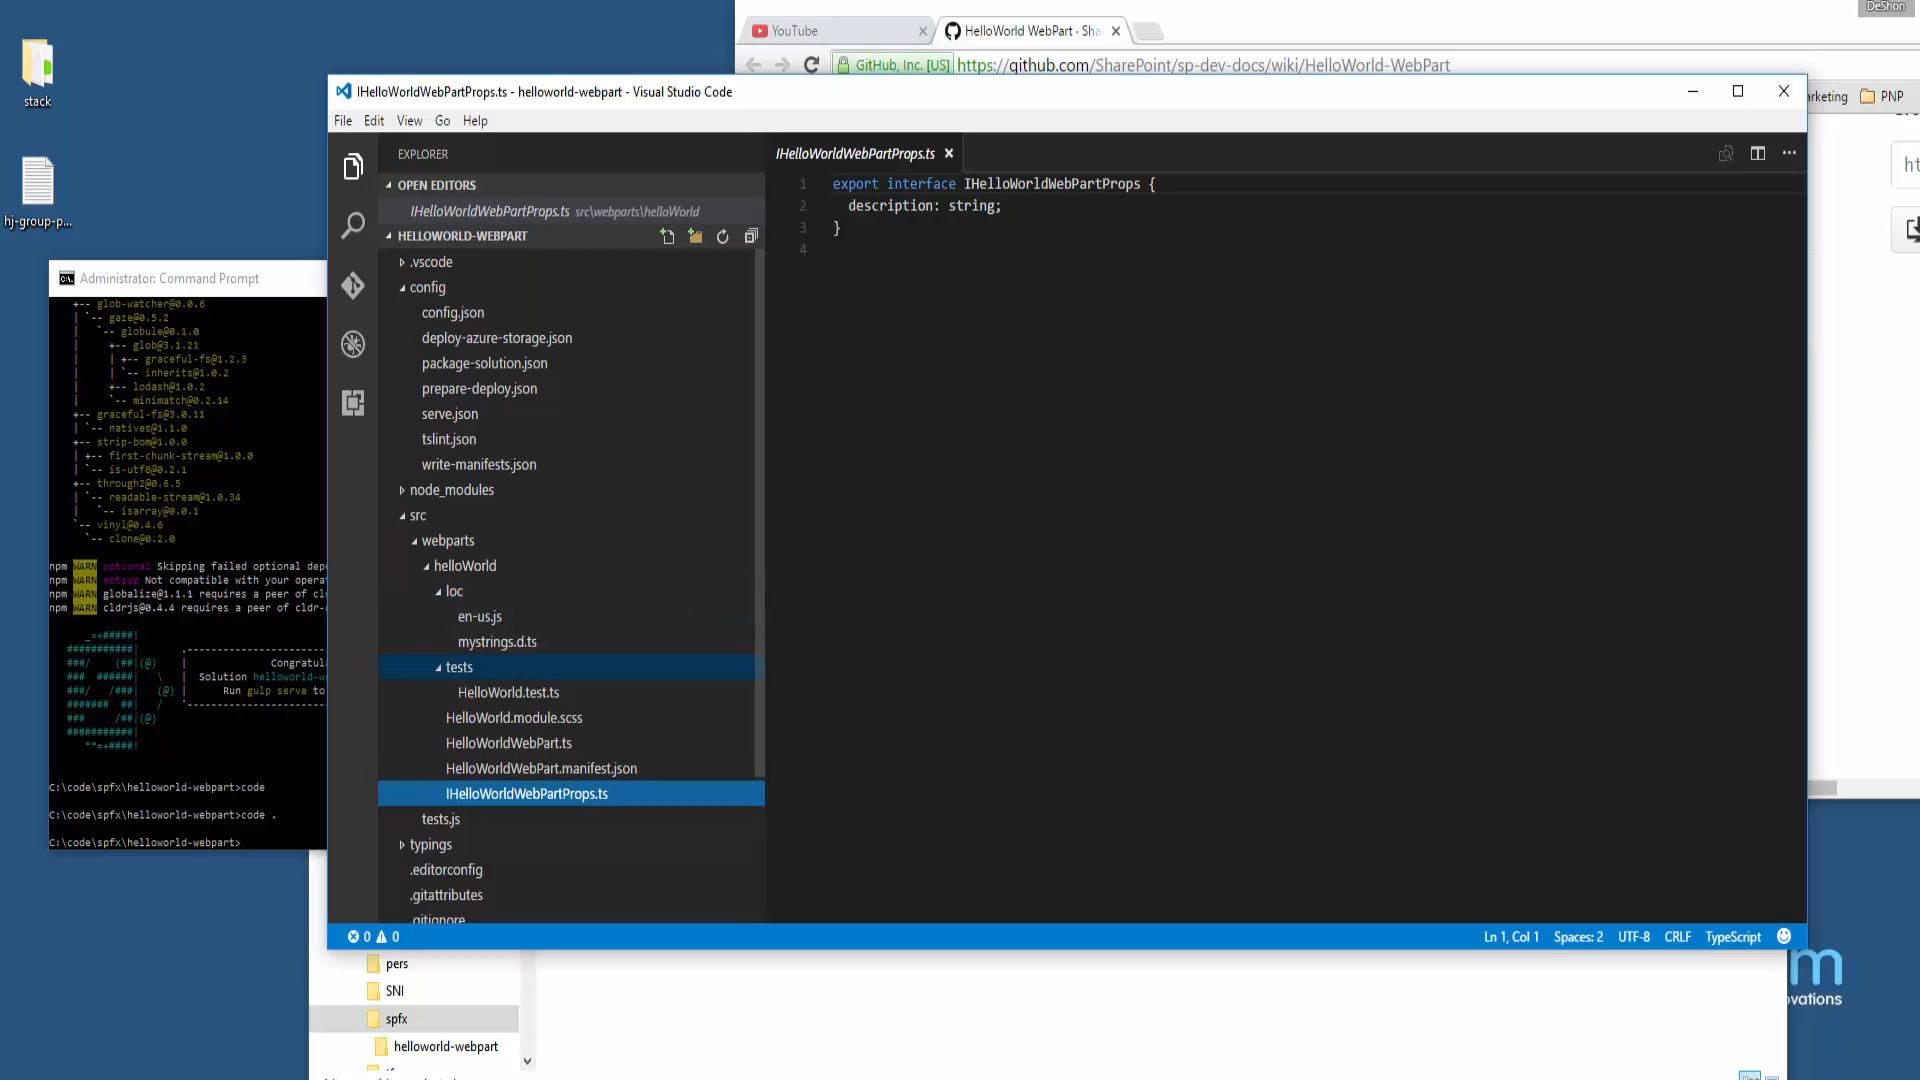 DeShon
YouTube
HelloWorld WebPart · Sha
GitHub, Inc. [US]
https://github.com/SharePoint/sp-dev-docs/wiki/HelloWorld-WebPart
arketing
PNP
stack
hj-group-p...
IHelloWorldWebPartProps.ts - helloworld-webpart - Visual Studio Code
File Edit View Go Help
EXPLORER
OPEN EDITORS
IHelloWorldWebPartProps.ts src\webparts\helloWorld
HELLOWORLD-WEBPART
.vscode
config
config.json
deploy-azure-storage.json
package-solution.json
prepare-deploy.json
serve.json
tslint.json
write-manifests.json
node_modules
src
webparts
helloWorld
loc
en-us.js
mystrings.d.ts
tests
HelloWorld.test.ts
HelloWorld.module.scss
HelloWorldWebPart.ts
HelloWorldWebPart.manifest.json
IHelloWorldWebPartProps.ts
tests.js
typings
.editorconfig
.gitattributes
.gitignore
IHelloWorldWebPartProps.ts
1 export interface IHelloWorldWebPartProps {
2 description: string;
3 }
4
0 0
Ln 1, Col 1 Spaces: 2 UTF-8 CRLF TypeScript
Administrator: Command Prompt
+-- glob-watcher@0.0.6
| `-- gaze@0.5.2
|   `-- globule@0.1.0
|     +-- glob@3.1.21
|     | +-- graceful-fs@1.2.3
|     | `-- inherits@1.0.2
|     +-- lodash@1.0.2
|     `-- minimatch@0.2.14
+-- graceful-fs@3.0.11
| `-- natives@1.1.0
+-- strip-bom@1.0.0
| +-- first-chunk-stream@1.0.0
| `-- is-utf8@0.2.1
+-- through2@0.6.5
| `-- readable-stream@1.0.34
|   `-- isarray@0.0.1
`-- vinyl@0.4.6
  `-- clone@0.2.0
npm WARN optional Skipping failed optional dep
npm WARN notsup Not compatible with your opera
npm WARN globalize@1.1.1 requires a peer of cl
npm WARN cldrjs@0.4.4 requires a peer of cldr-
Congratul
Solution helloworld-w
Run gulp serve to
C:\code\spfx\helloworld-webpart>code
C:\code\spfx\helloworld-webpart>code .
C:\code\spfx\helloworld-webpart>
pers
SNI
spfx
helloworld-webpart
m
ovations